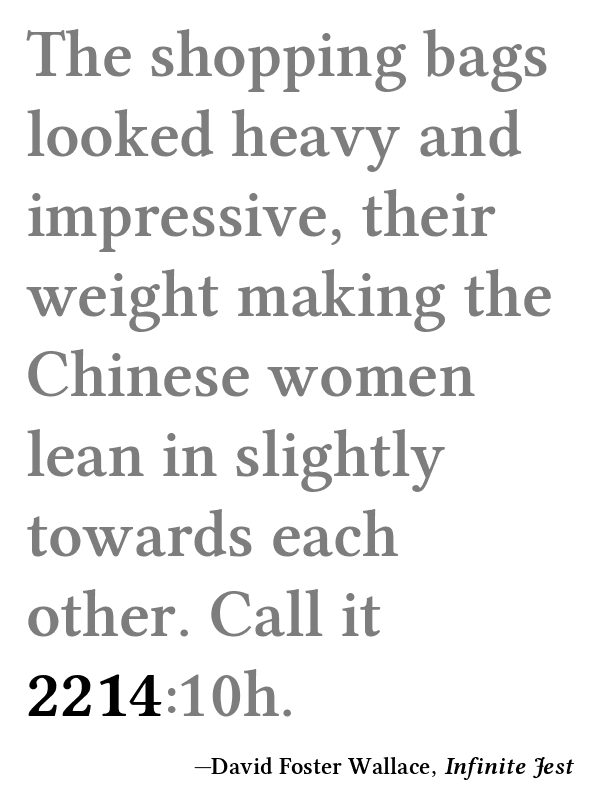 The shopping bags
looked heavy and
impressive, their
weight making the
Chinese women
lean in slightly
towards each
other. Call it
2214:10h.
—David Foster Wallace, Infinite Jest